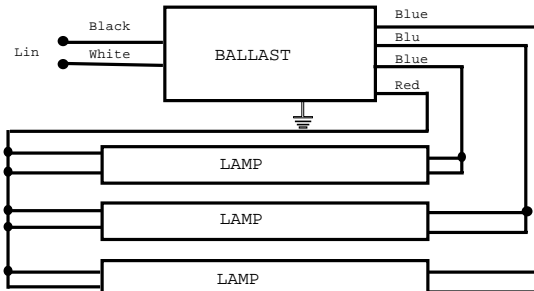 Black
Lin
White
BALLAST
Blue
Blu
Blue
Red
LAMP
LAMP
LAMP